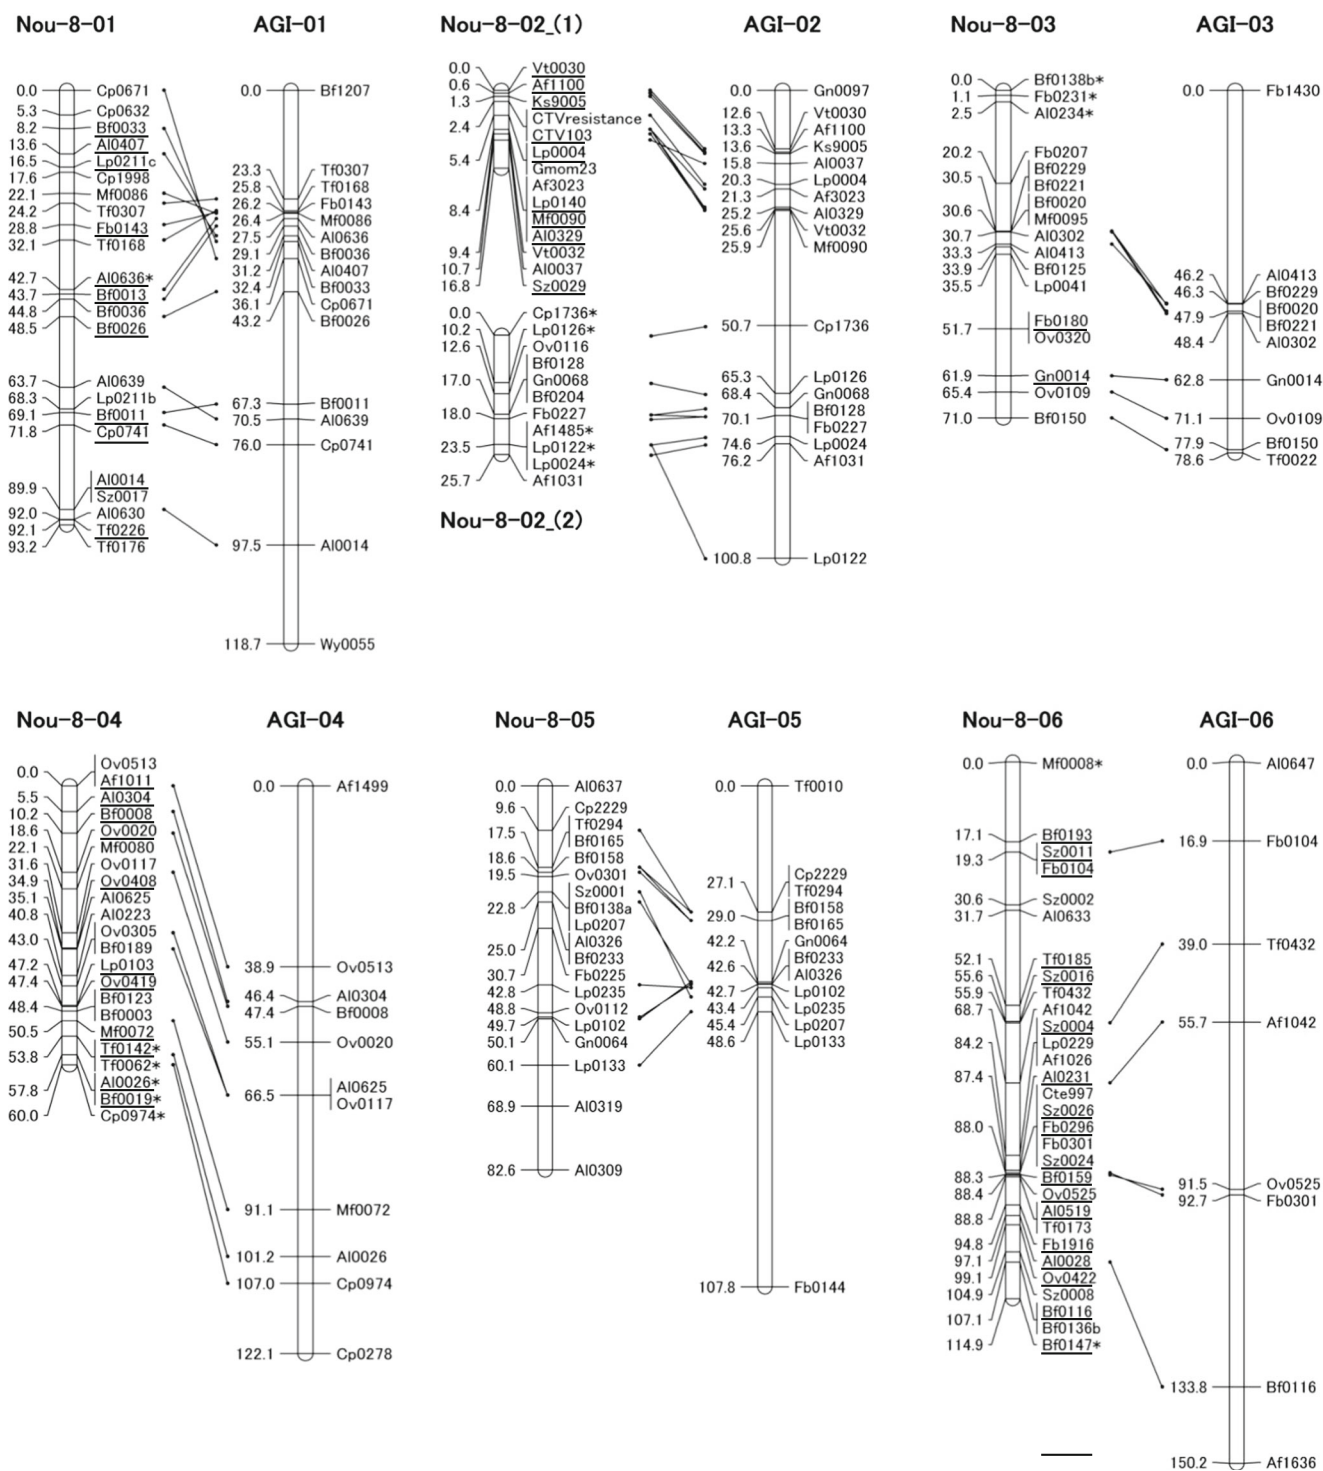 Nou-8-01
AGI-01
0.0 Cp0671
5.3 Cp0632
8.2 Bf0033
13.6 Al0407
16.5 Lp0211c
17.6 Cp1998
22.1 Mf0086
24.2 Tf0307
28.8 Fb0143
32.1 Tf0168
42.7 Al0636*
43.7 Bf0013
44.8 Bf0036
48.5 Bf0026
63.7 Al0639
68.3 Lp0211b
69.1 Bf0011
71.8 Cp0741
89.9 Al0014
Sz0017
92.0 Al0630
92.1 Tf0226
93.2 Tf0176
0.0 Bf1207
23.3 Tf0307
25.8 Tf0168
26.2 Fb0143
26.4 Mf0086
27.5 Al0636
29.1 Bf0036
31.2 Al0407
32.4 Bf0033
36.1 Cp0671
43.2 Bf0026
67.3 Bf0011
70.5 Al0639
76.0 Cp0741
97.5 Al0014
118.7 Wy0055
Nou-8-02_(1)
AGI-02
0.0 Vt0030
0.6 Af1100
1.3 Ks9005
2.4 CTVresistance
CTV103
5.4 Lp0004
Gmom23
Af3023
Lp0140
8.4 Mf0090
Al0329
9.4 Vt0032
10.7 Al0037
16.8 Sz0029
0.0 Cp1736*
10.2 Lp0126*
12.6 Ov0116
Bf0128
17.0 Gn0068
Bf0204
18.0 Fb0227
Af1485*
23.5 Lp0122*
Lp0024*
25.7 Af1031
Nou-8-02_(2)
0.0 Gn0097
12.6 Vt0030
13.3 Af1100
13.6 Ks9005
15.8 Al0037
20.3 Lp0004
21.3 Af3023
25.2 Al0329
25.6 Vt0032
25.9 Mf0090
50.7 Cp1736
65.3 Lp0126
68.4 Gn0068
70.1 Bf0128
Fb0227
74.6 Lp0024
76.2 Af1031
100.8 Lp0122
Nou-8-03
AGI-03
0.0 Bf0138b*
1.1 Fb0231*
2.5 Al0234*
20.2 Fb0207
30.5 Bf0229
Bf0221
30.6 Bf0020
Mf0095
30.7 Al0302
33.3 Al0413
33.9 Bf0125
35.5 Lp0041
51.7 Fb0180
Ov0320
61.9 Gn0014
65.4 Ov0109
71.0 Bf0150
0.0 Fb1430
46.2 Al0413
46.3 Bf0229
47.9 Bf0020
Bf0221
48.4 Al0302
62.8 Gn0014
71.1 Ov0109
77.9 Bf0150
78.6 Tf0022
Nou-8-04
AGI-04
0.0 Ov0513
Af1011
5.5 Al0304
10.2 Bf0008
18.6 Ov0020
22.1 Mf0080
31.6 Ov0117
34.9 Ov0408
35.1 Al0625
40.8 Al0223
43.0 Ov0305
Bf0189
47.2 Lp0103
47.4 Ov0419
48.4 Bf0123
Bf0003
50.5 Mf0072
53.8 Tf0142*
Tf0062*
57.8 Al0026*
Bf0019*
60.0 Cp0974*
0.0 Af1499
38.9 Ov0513
46.4 Al0304
47.4 Bf0008
55.1 Ov0020
66.5 Al0625
Ov0117
91.1 Mf0072
101.2 Al0026
107.0 Cp0974
122.1 Cp0278
Nou-8-05
AGI-05
0.0 Al0637
9.6 Cp2229
17.5 Tf0294
Bf0165
18.6 Bf0158
19.5 Ov0301
22.8 Sz0001
Bf0138a
Lp0207
25.0 Al0326
Bf0233
30.7 Fb0225
42.8 Lp0235
48.8 Ov0112
49.7 Lp0102
50.1 Gn0064
60.1 Lp0133
68.9 Al0319
82.6 Al0309
0.0 Tf0010
27.1 Cp2229
Tf0294
29.0 Bf0158
Bf0165
42.2 Gn0064
42.6 Bf0233
Al0326
42.7 Lp0102
43.4 Lp0235
45.4 Lp0207
48.6 Lp0133
107.8 Fb0144
Nou-8-06
AGI-06
0.0 Mf0008*
17.1 Bf0193
19.3 Sz0011
Fb0104
30.6 Sz0002
31.7 Al0633
52.1 Tf0185
55.6 Sz0016
55.9 Tf0432
68.7 Af1042
Sz0004
84.2 Lp0229
Af1026
87.4 Al0231
Cte997
Sz0026
88.0 Fb0296
Fb0301
Sz0024
88.3 Bf0159
88.4 Ov0525
88.8 Al0519
Tf0173
94.8 Fb1916
97.1 Al0028
99.1 Ov0422
104.9 Sz0008
107.1 Bf0116
Bf0136b
114.9 Bf0147*
0.0 Al0647
16.9 Fb0104
39.0 Tf0432
55.7 Af1042
91.5 Ov0525
92.7 Fb0301
133.8 Bf0116
150.2 Af1636